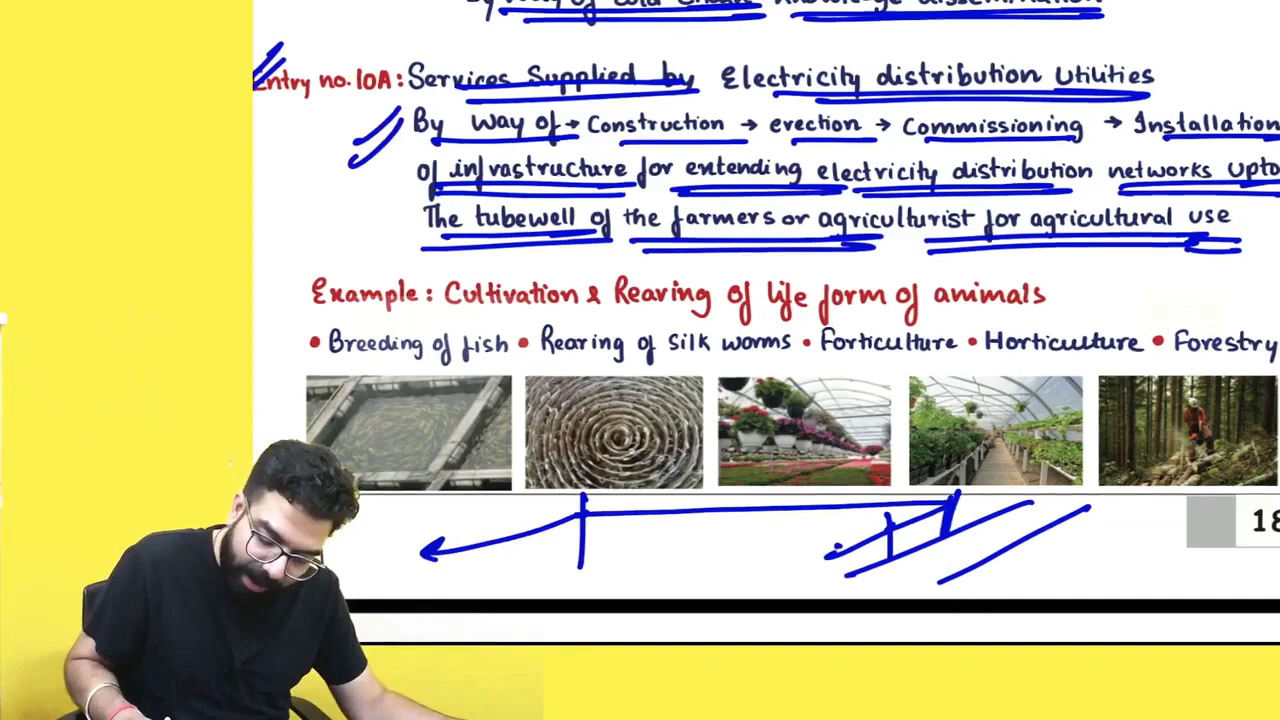 knowledge dissemination
Entry no.10A: Services Supplied by Electricity distribution Utilities
By way of → Construction → erection → Commissioning → Installation
of infrastructure for extending electricity distribution networks upto
The tubewell of the farmers or agriculturist for agricultural use
Example: Cultivation & Rearing of life form of animals
• Breeding of fish • Rearing of silk worms • Forticulture • Horticulture • Forestry
18